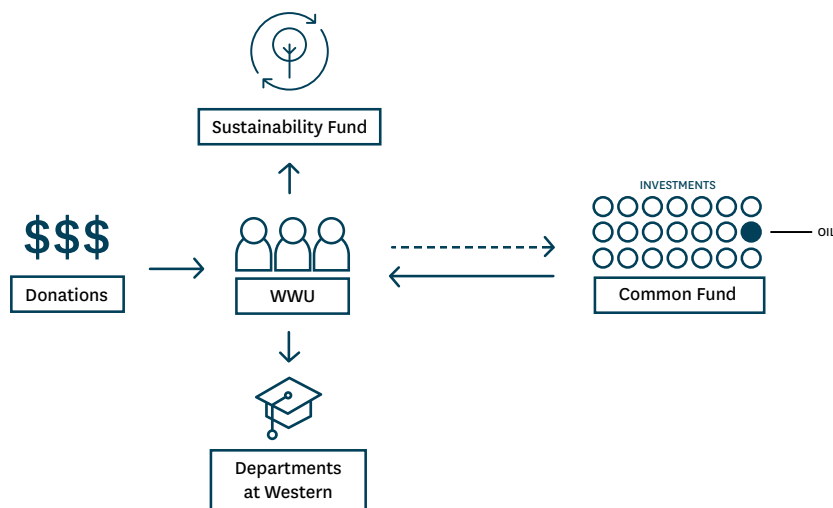 Sustainability Fund
INVESTMENTS
$$$
OIL
Donations
WWU
Common Fund
Departments
at Western